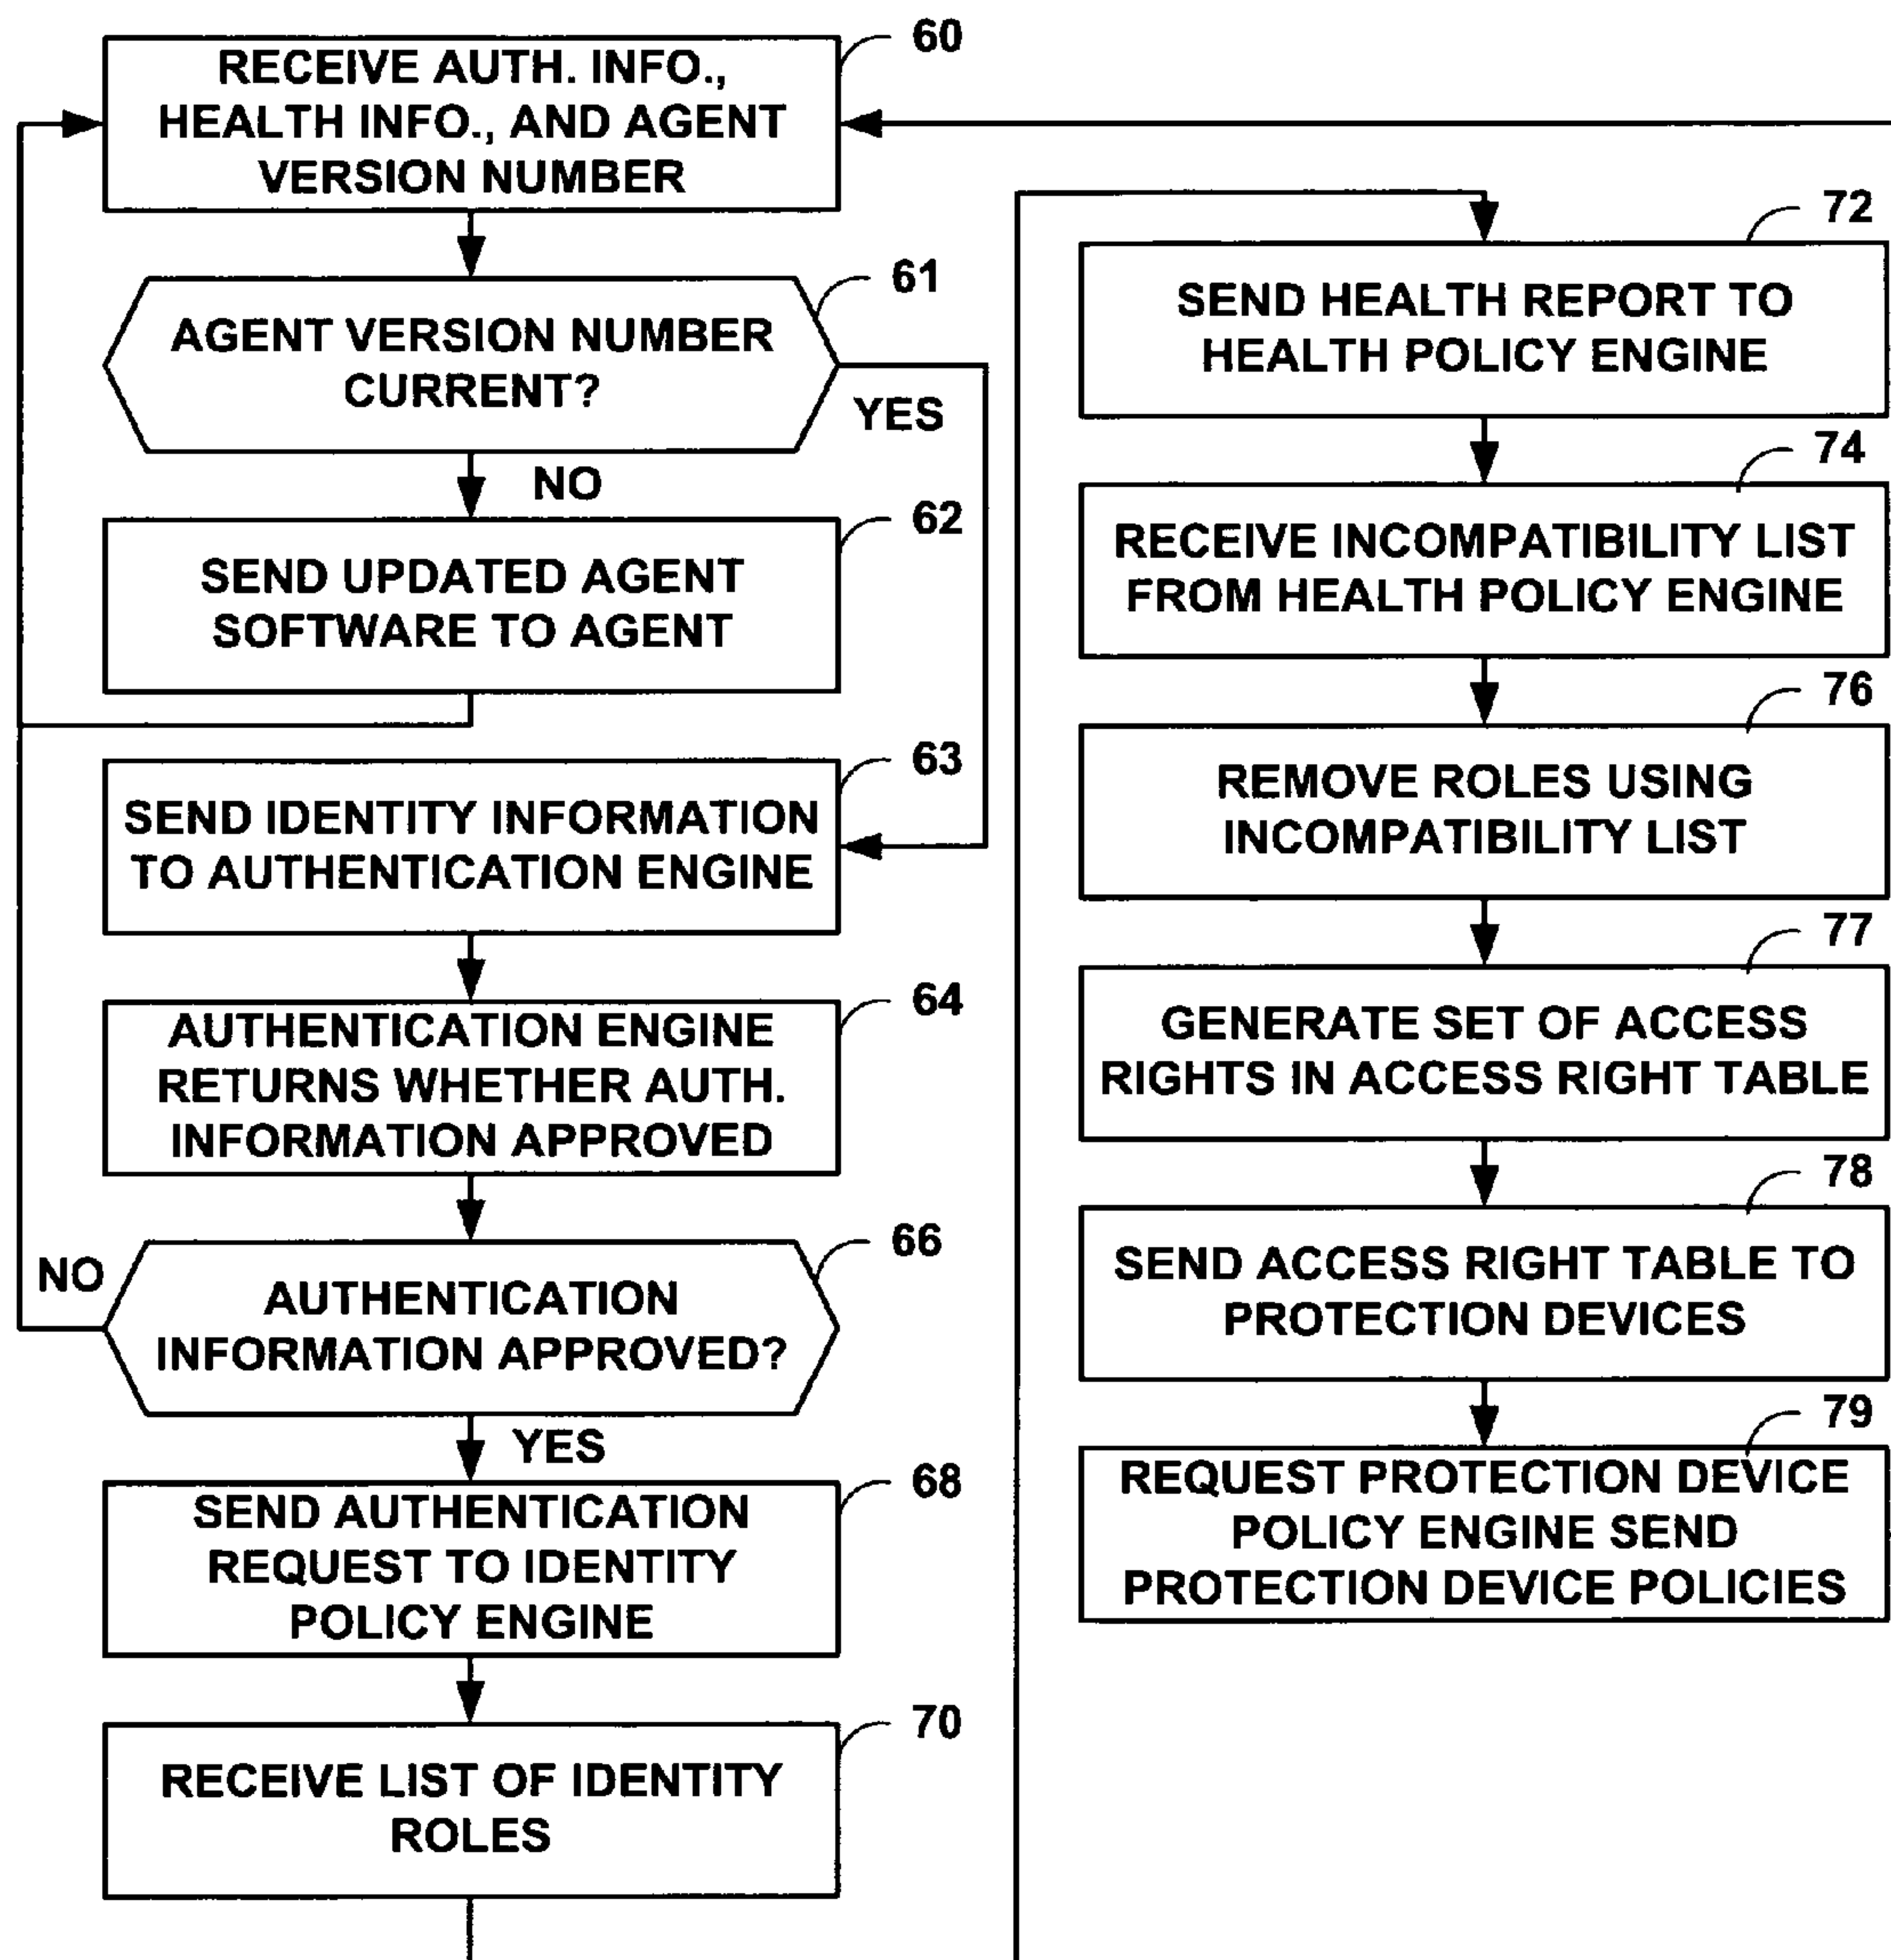 60
RECEIVE AUTH. INFO.,
HEALTH INFO., AND AGENT
VERSION NUMBER
61
AGENT VERSION NUMBER
CURRENT?
YES
NO
62
SEND UPDATED AGENT
SOFTWARE TO AGENT
63
SEND IDENTITY INFORMATION
TO AUTHENTICATION ENGINE
64
AUTHENTICATION ENGINE
RETURNS WHETHER AUTH.
INFORMATION APPROVED
66
NO
AUTHENTICATION
INFORMATION APPROVED?
YES
68
SEND AUTHENTICATION
REQUEST TO IDENTITY
POLICY ENGINE
70
RECEIVE LIST OF IDENTITY
ROLES
72
SEND HEALTH REPORT TO
HEALTH POLICY ENGINE
74
RECEIVE INCOMPATIBILITY LIST
FROM HEALTH POLICY ENGINE
76
REMOVE ROLES USING
INCOMPATIBILITY LIST
77
GENERATE SET OF ACCESS
RIGHTS IN ACCESS RIGHT TABLE
78
SEND ACCESS RIGHT TABLE TO
PROTECTION DEVICES
79
REQUEST PROTECTION DEVICE
POLICY ENGINE SEND
PROTECTION DEVICE POLICIES